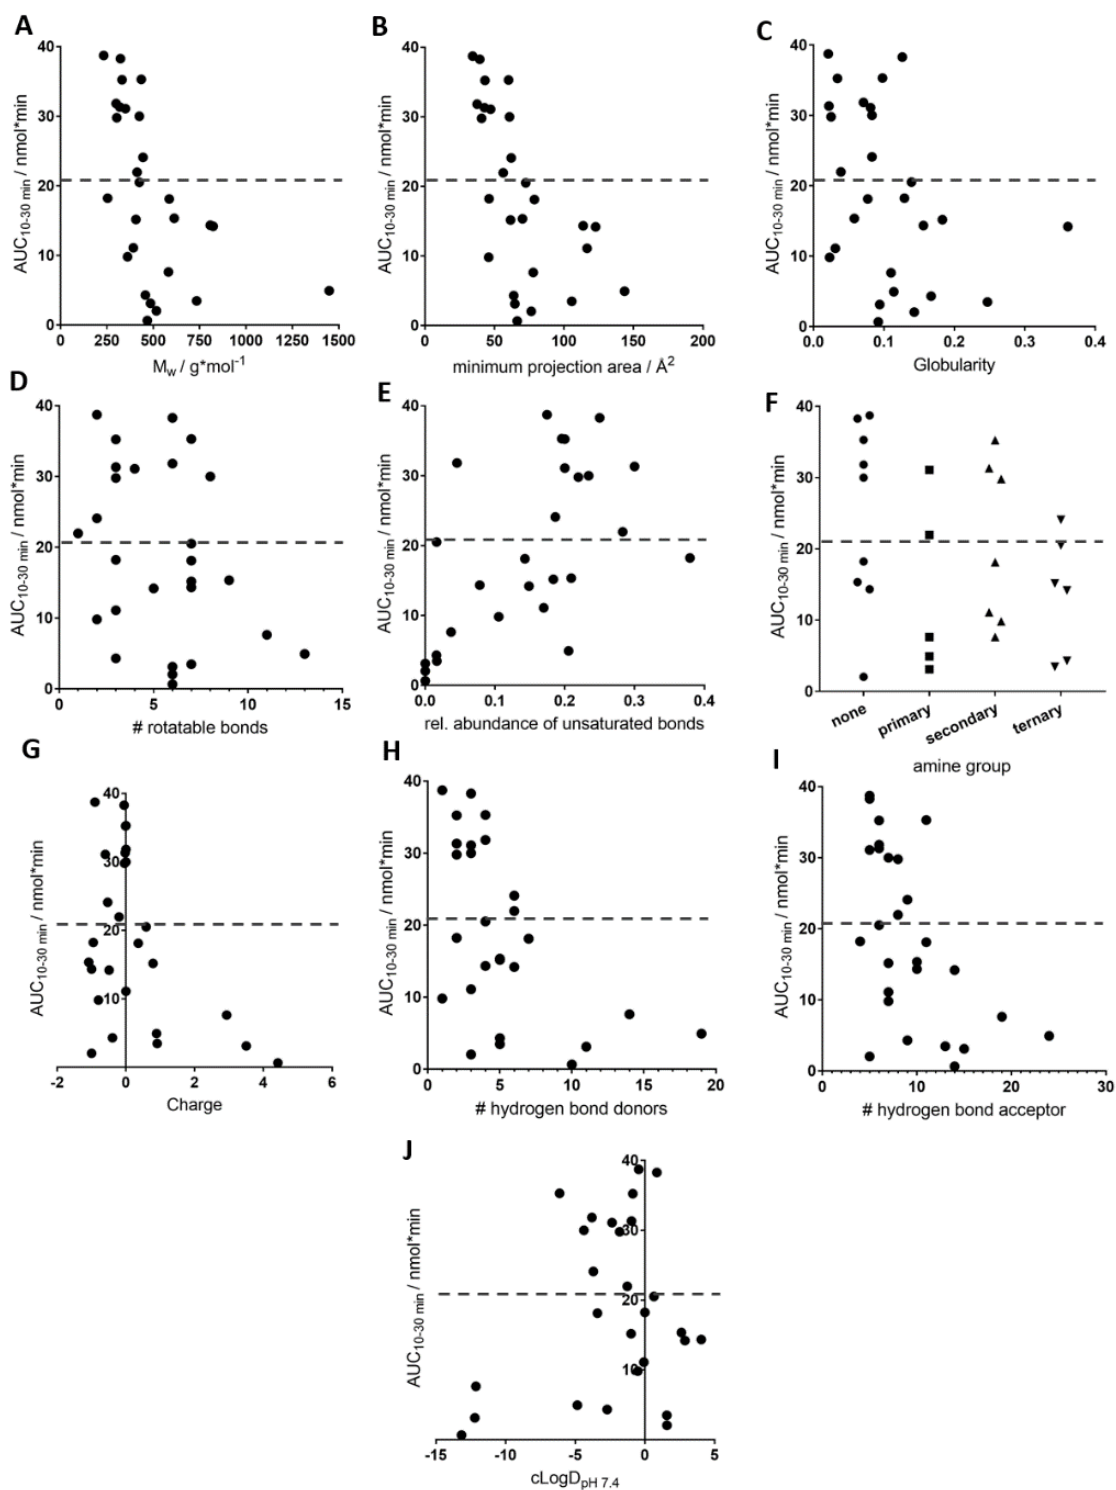 A
40
30
20
10
0
0 250 500 750 1000 1250 1500
AUC10-30 min / nmol*min
Mw / g*mol-1
B
40
30
20
10
0
0 50 100 150 200
AUC10-30 min / nmol*min
minimum projection area / Å2
C
40
30
20
10
0
0.0 0.1 0.2 0.3 0.4
AUC10-30 min / nmol*min
Globularity
D
40
30
20
10
0
0 5 10 15
AUC10-30 min / nmol*min
# rotatable bonds
E
40
30
20
10
0
0.0 0.1 0.2 0.3 0.4
AUC10-30 min / nmol*min
rel. abundance of unsaturated bonds
F
40
30
20
10
0
none primary secondary ternary
AUC10-30 min / nmol*min
amine group
G
40
30
20
10
-2 0 2 4 6
AUC10-30 min / nmol*min
Charge
H
40
30
20
10
0
0 5 10 15 20
AUC10-30 min / nmol*min
# hydrogen bond donors
I
40
30
20
10
0
0 10 20 30
AUC10-30 min / nmol*min
# hydrogen bond acceptor
J
40
30
20
10
-15 -10 -5 0 5
AUC10-30 min / nmol*min
cLogDpH 7.4